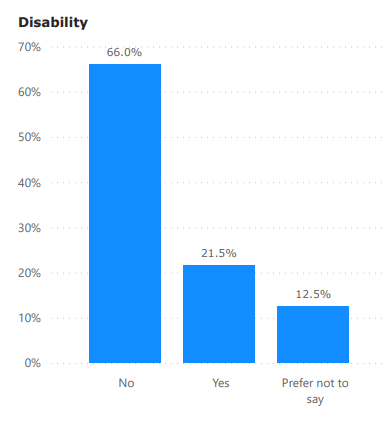 Disability
70%
66.0%
60%
50%
40%
30%
21.5%
20%
12.5%
10%
0%
No
Yes
Prefer not to
say